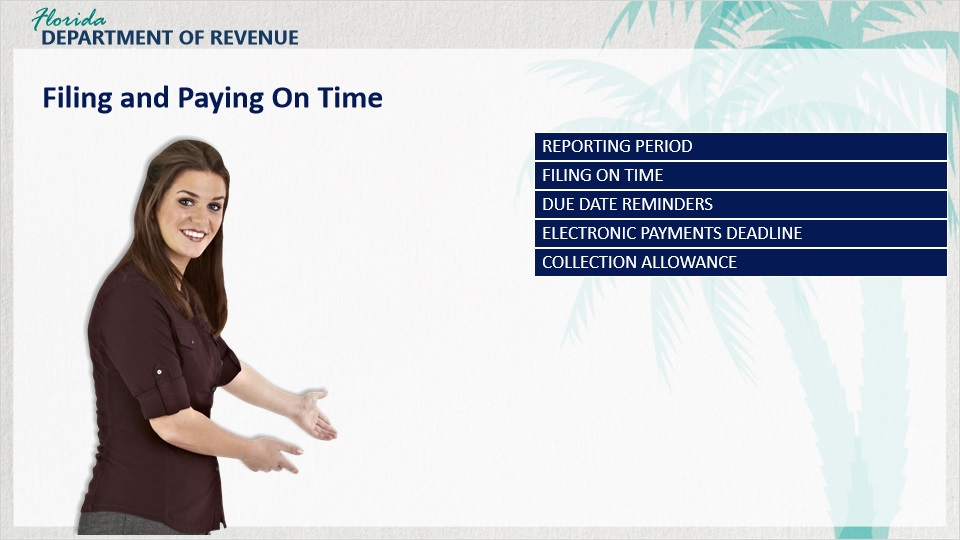 Florida
DEPARTMENT OF REVENUE
Filing and Paying On Time
REPORTING PERIOD
FILING ON TIME
DUE DATE REMINDERS
ELECTRONIC PAYMENTS DEADLINE
COLLECTION ALLOWANCE